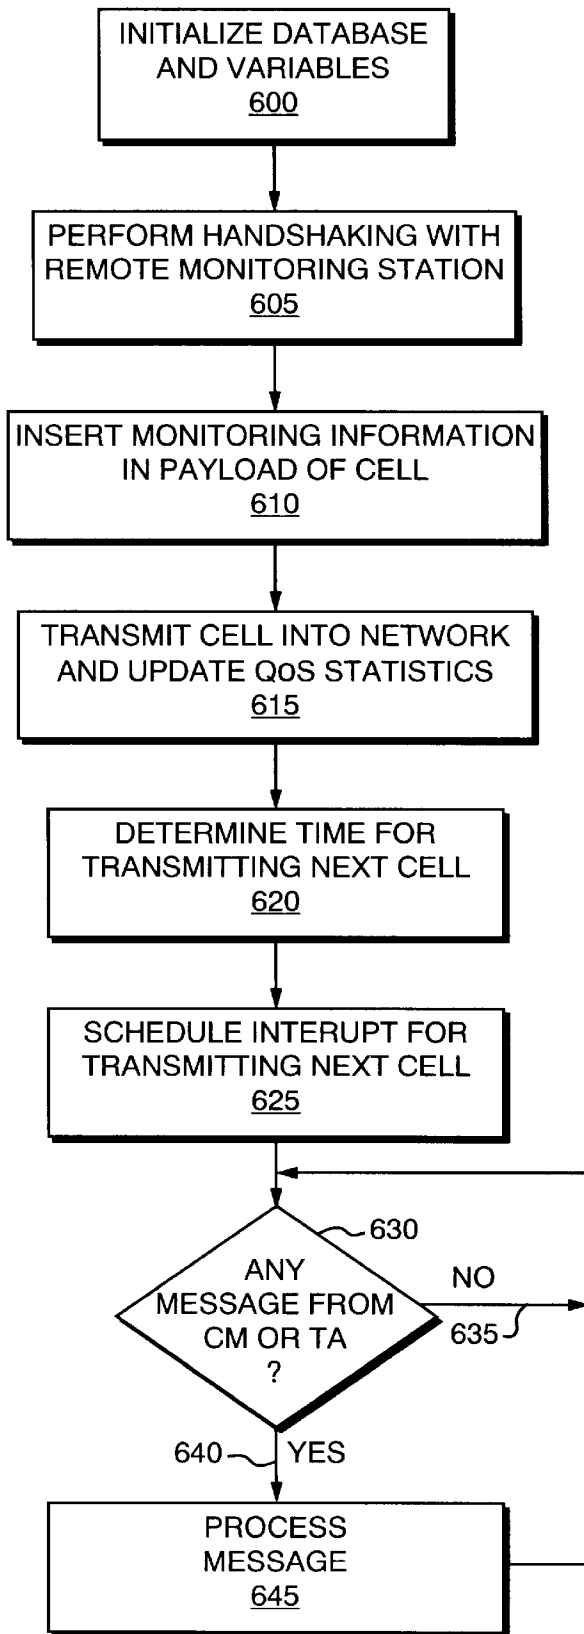 INITIALIZE DATABASE
AND VARIABLES
600
PERFORM HANDSHAKING WITH
REMOTE MONITORING STATION
605
INSERT MONITORING INFORMATION
IN PAYLOAD OF CELL
610
TRANSMIT CELL INTO NETWORK
AND UPDATE QoS STATISTICS
615
DETERMINE TIME FOR
TRANSMITTING NEXT CELL
620
SCHEDULE INTERUPT FOR
TRANSMITTING NEXT CELL
625
630
ANY
MESSAGE FROM
CM OR TA
?
NO
635
640
YES
PROCESS
MESSAGE
645